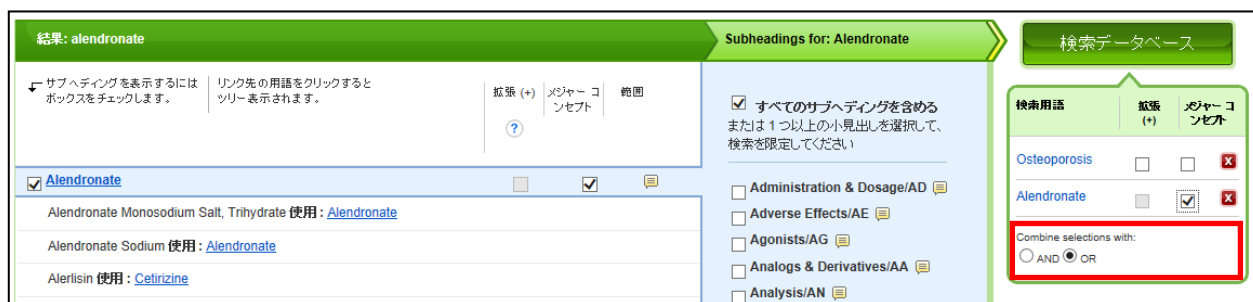 結果: alendronate
サブヘディングを表示するには
ボックスをチェックします。
リンク先の用語をクリックすると
ツリー表示されます。
拡張 (+)
?
メジャー コ
ンセプト
範囲
Alendronate
Alendronate Monosodium Salt, Trihydrate 使用 : Alendronate
Alendronate Sodium 使用 : Alendronate
Alerlisin 使用 : Cetirizine
Subheadings for: Alendronate
すべてのサブヘディングを含める
または 1 つ以上の小見出しを選択して、
検索を限定してください
Administration & Dosage/AD
Adverse Effects/AE
Agonists/AG
Analogs & Derivatives/AA
Analysis/AN
検索データベース
検索用語
拡張
(+)
メジャー コ
ンセプト
Osteoporosis
Alendronate
Combine selections with:
AND OR